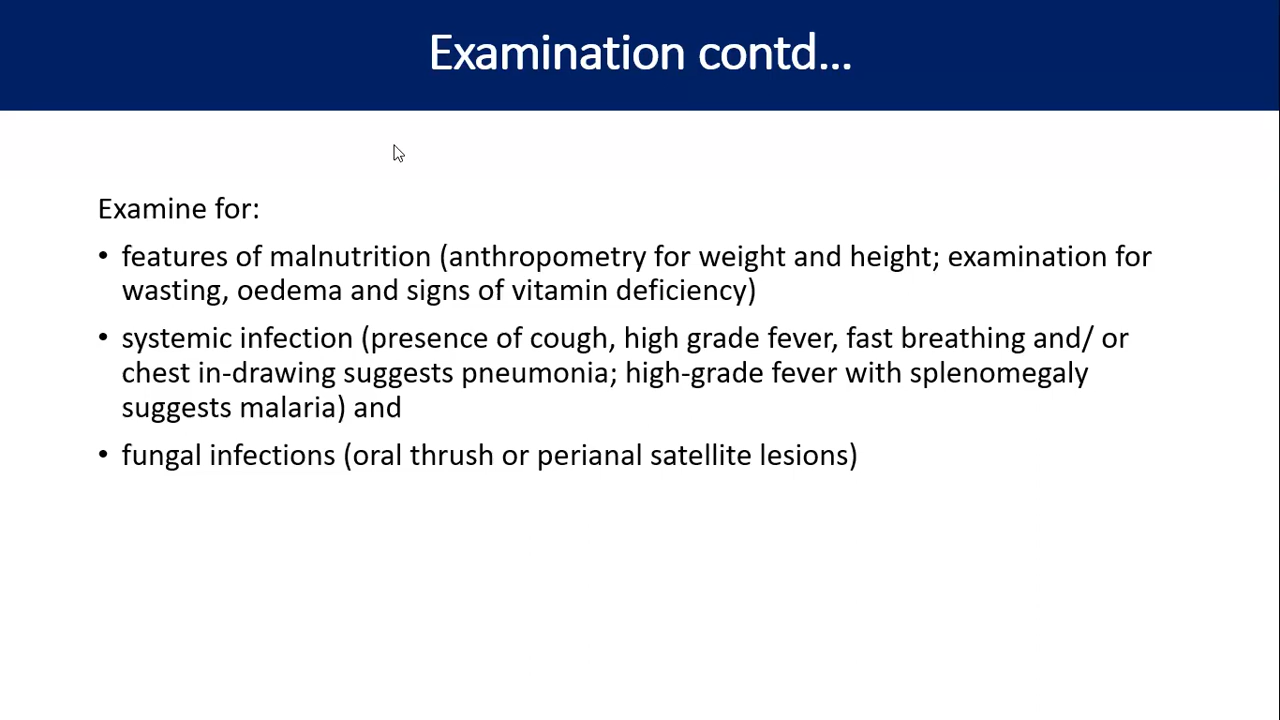 Examination contd...
Examine for:
• features of malnutrition (anthropometry for weight and height; examination for
wasting, oedema and signs of vitamin deficiency)
• systemic infection (presence of cough, high grade fever, fast breathing and/ or
chest in-drawing suggests pneumonia; high-grade fever with splenomegaly
suggests malaria) and
• fungal infections (oral thrush or perianal satellite lesions)